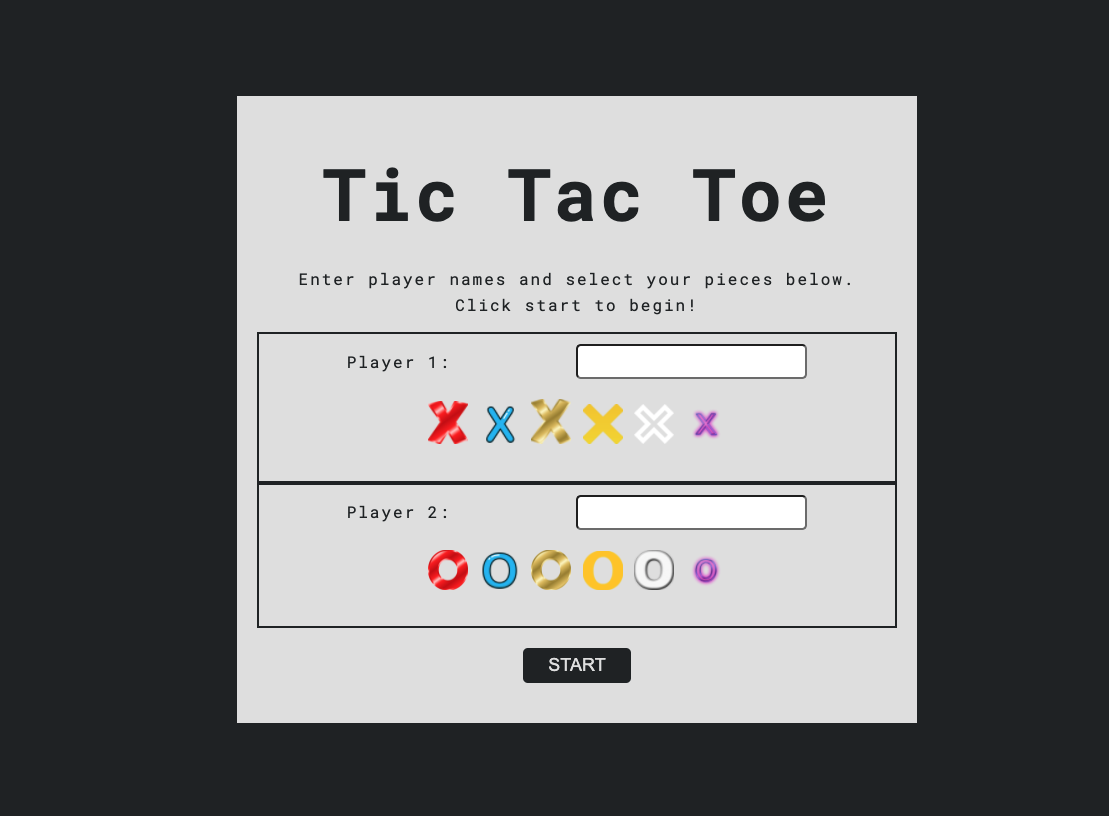 Tic Tac Toe
Enter player names and select your pieces below.
Click start to begin!
Player 1:
X X X X X X
Player 2:
O O O O O O
START